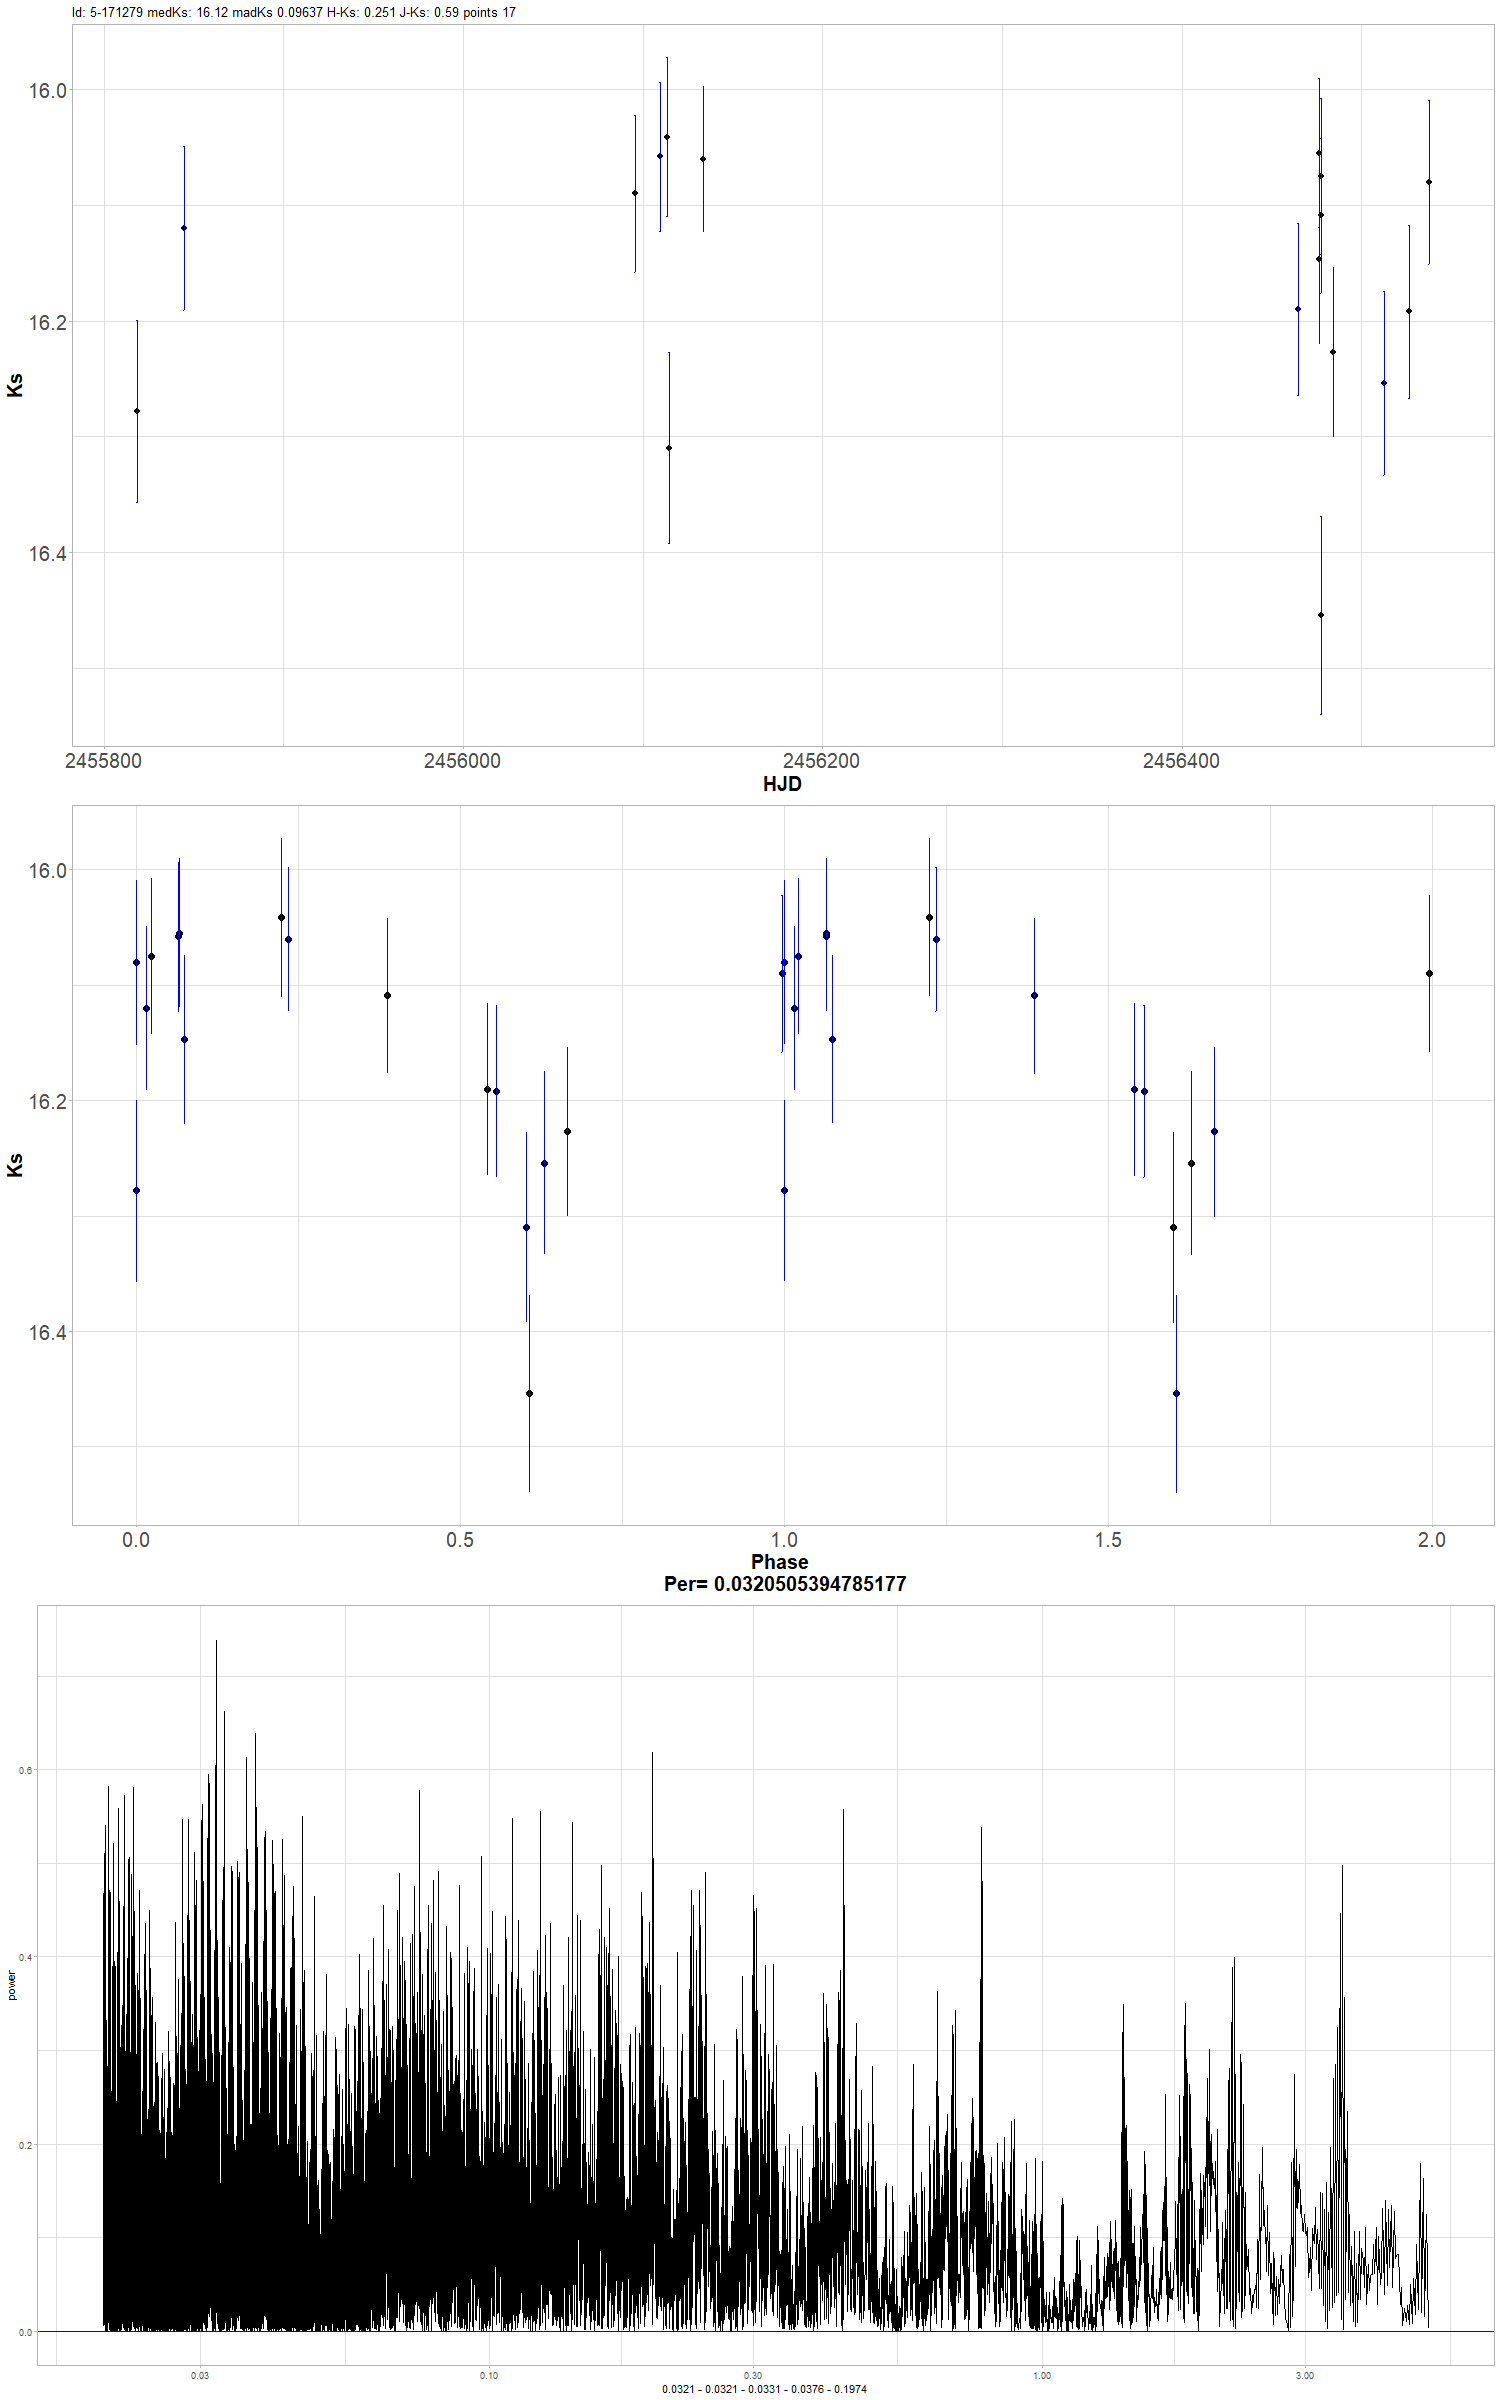 Id: 5-171279 medKs: 16.12 madKs 0.09637 H-Ks: 0.251 J-Ks: 0.59 points 17
16.0
16.2
16.4
Ks
2455800 2456000 2456200 2456400
HJD
16.0
16.2
16.4
Ks
0.0 0.5 1.0 1.5 2.0
Phase
Per= 0.0320505394785177
0.6
0.4
0.2
0.0
power
0.03 0.10 0.30 1.00 3.00
0.0321 - 0.0321 - 0.0331 - 0.0376 - 0.1974